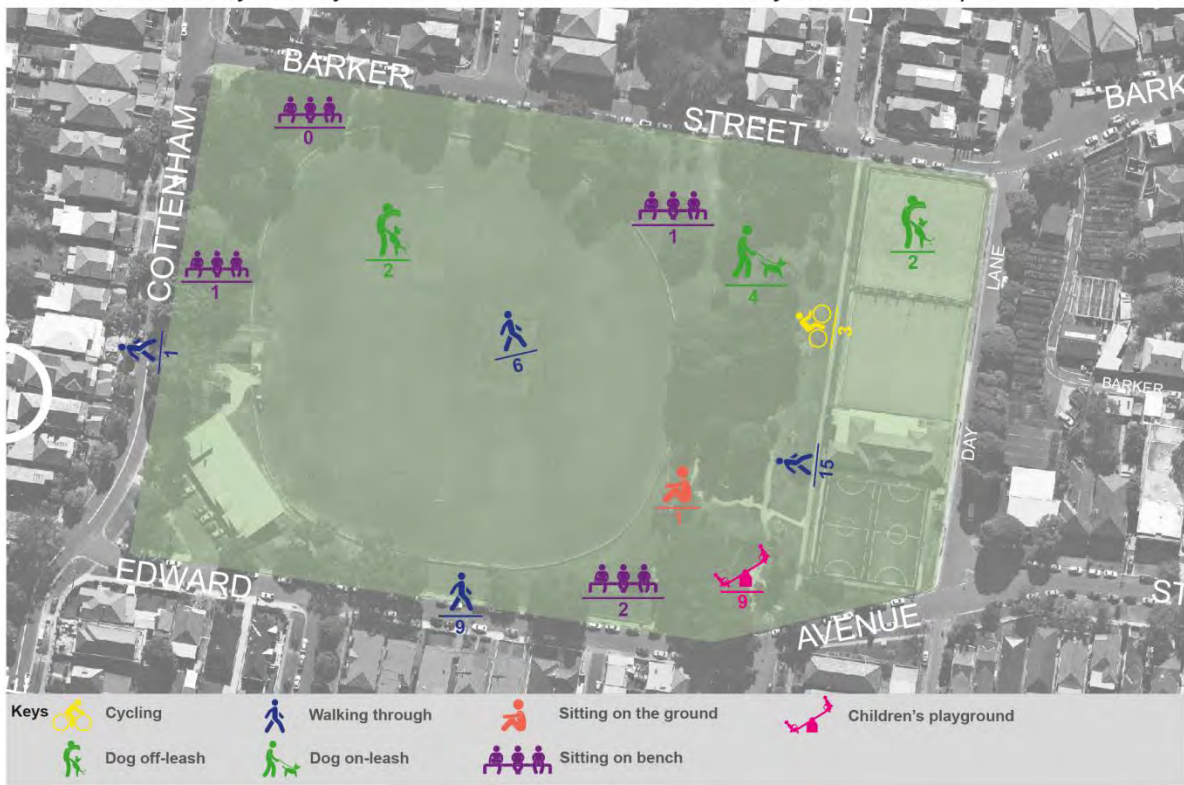 BARKER
STREET
BARK
COTTENHAM
0
1
2
1
4
2
3
6
1
15
1
9
2
9
LANE
DAY
BARKER
EDWARD
AVENUE
ST
Keys
Cycling
Walking through
Sitting on the ground
Children's playground
Dog off-leash
Dog on-leash
Sitting on bench